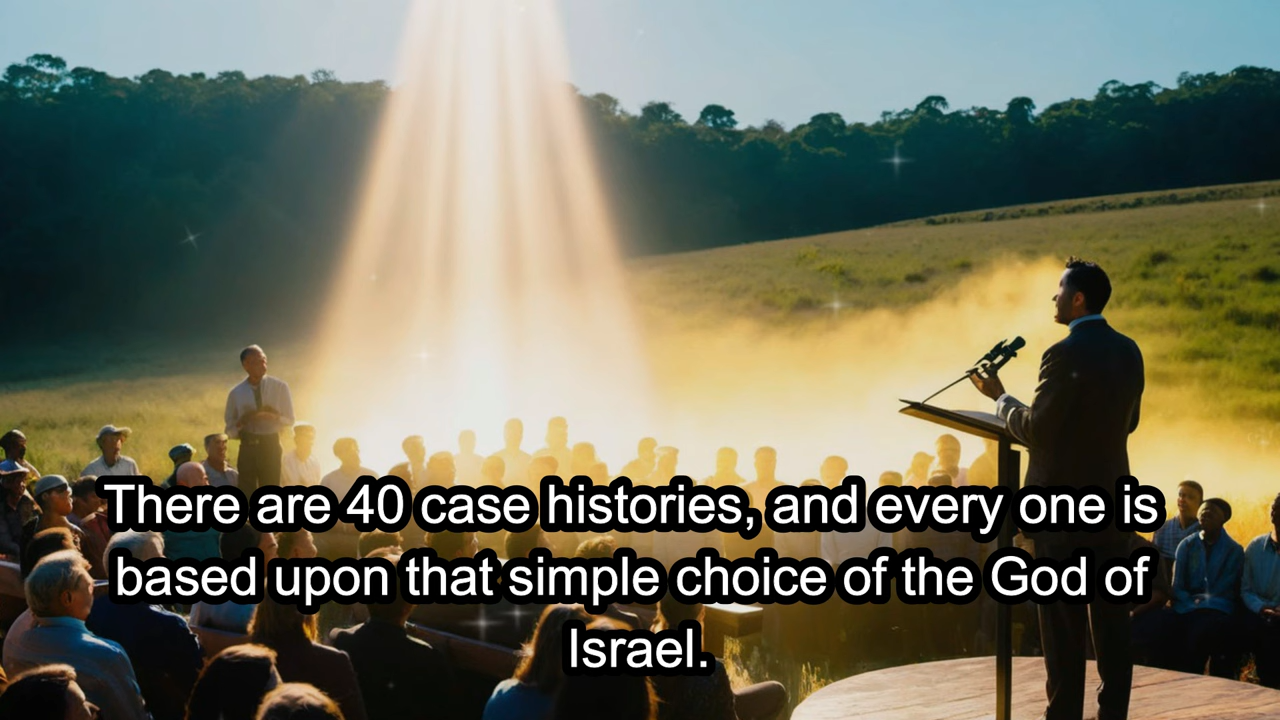 There are 40 case histories, and every one is
based upon that simple choice of the God of
Israel.